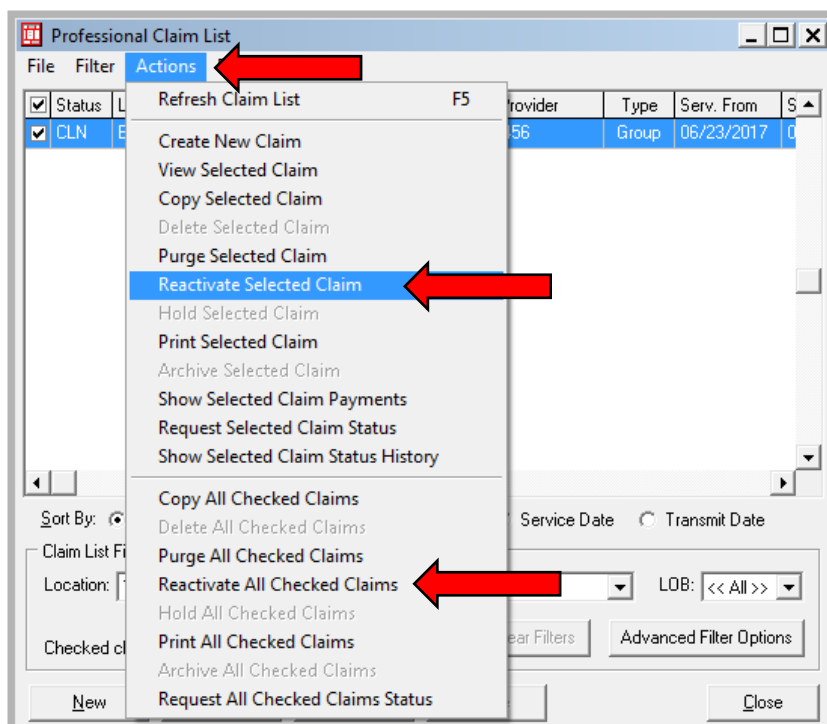 Professional Claim List
File Filter Actions
Status Provider Type Serv. From S
CLN 56 Group 06/23/2017 0
Refresh Claim List F5
Create New Claim
View Selected Claim
Copy Selected Claim
Delete Selected Claim
Purge Selected Claim
Reactivate Selected Claim
Hold Selected Claim
Print Selected Claim
Archive Selected Claim
Show Selected Claim Payments
Request Selected Claim Status
Show Selected Claim Status History
Copy All Checked Claims
Delete All Checked Claims
Purge All Checked Claims
Reactivate All Checked Claims
Hold All Checked Claims
Print All Checked Claims
Archive All Checked Claims
Request All Checked Claims Status
Sort By: Service Date Transmit Date
Claim List Fi
Location: LOB: << All >>
Checked cl ear Filters Advanced Filter Options
New Close